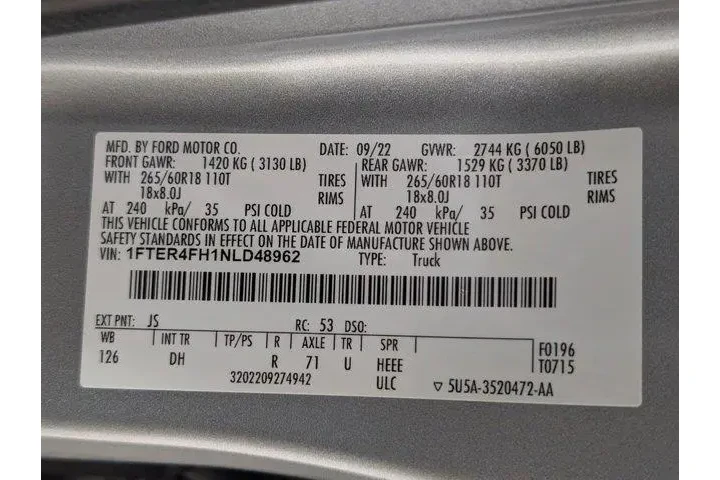 MFD. BY FORD MOTOR CO. DATE: 09/22 GVWR: 2744 KG ( 6050 LB)
FRONT GAWR: 1420 KG ( 3130 LB) REAR GAWR: 1529 KG ( 3370 LB)
WITH 265/60R18 110T TIRES WITH 265/60R18 110T TIRES
18x8.0J RIMS 18x8.0J RIMS
AT 240 kPa/ 35 PSI COLD AT 240 kPa/ 35 PSI COLD
THIS VEHICLE CONFORMS TO ALL APPLICABLE FEDERAL MOTOR VEHICLE
SAFETY STANDARDS IN EFFECT ON THE DATE OF MANUFACTURE SHOWN ABOVE.
VIN: 1FTER4FH1NLD48962 TYPE: Truck
EXT PNT: JS RC: 53 DSO:
WB INT TR TP/PS R AXLE TR SPR F0196
126 DH R 71 U HEEE T0715
3202209274942 ULC 5U5A-3520472-AA